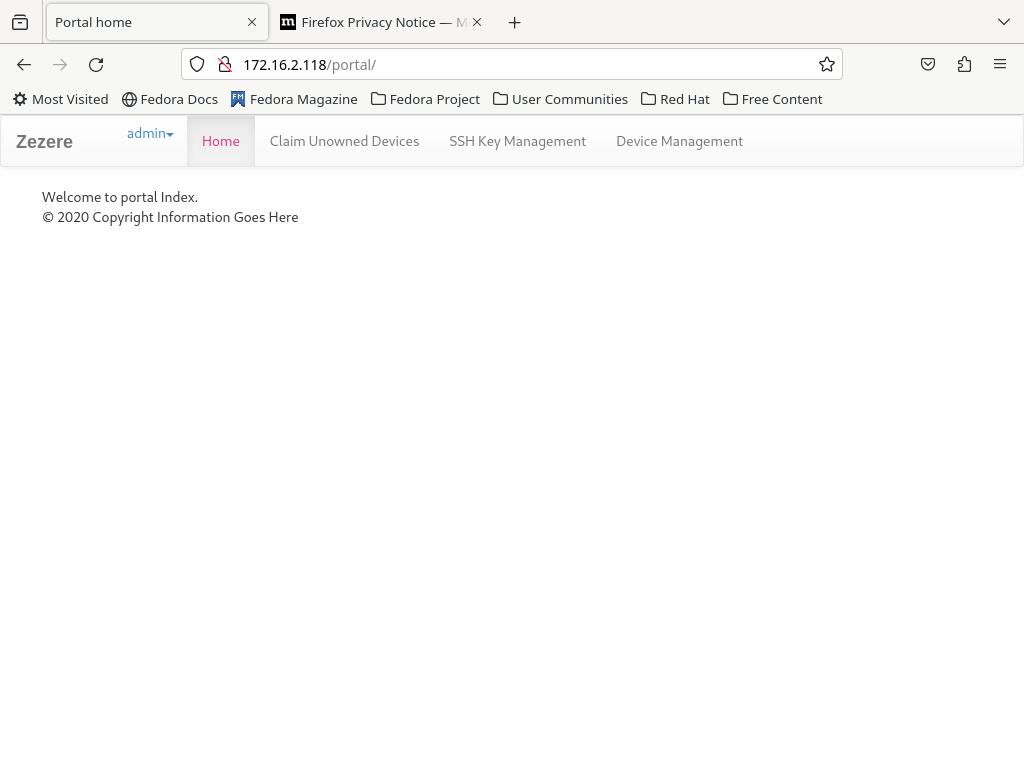 Portal home
Firefox Privacy Notice — M
172.16.2.118/portal/
Most Visited Fedora Docs Fedora Magazine Fedora Project User Communities Red Hat Free Content
Zezere admin Home Claim Unowned Devices SSH Key Management Device Management
Welcome to portal Index.
© 2020 Copyright Information Goes Here